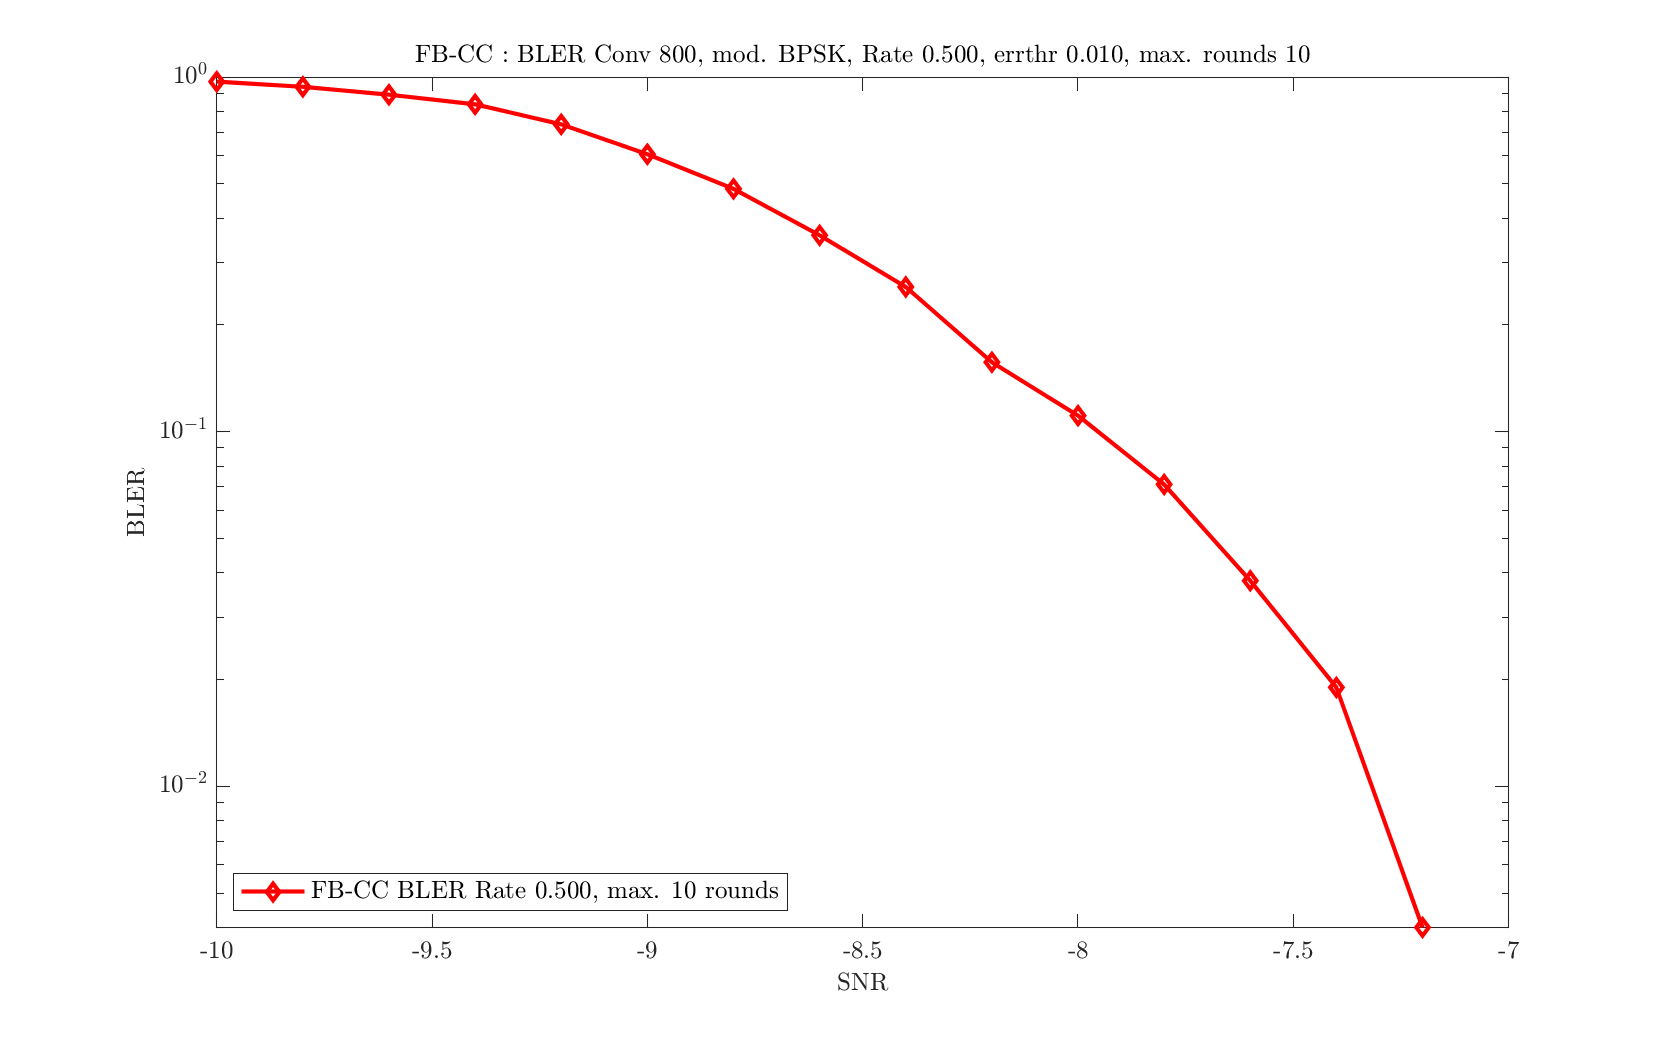 FB-CC : BLER Conv 800, mod. BPSK, Rate 0.500, errthr 0.010, max. rounds 10
10^0
10^-1
10^-2
BLER
FB-CC BLER Rate 0.500, max. 10 rounds
-10 -9.5 -9 -8.5 -8 -7.5 -7
SNR